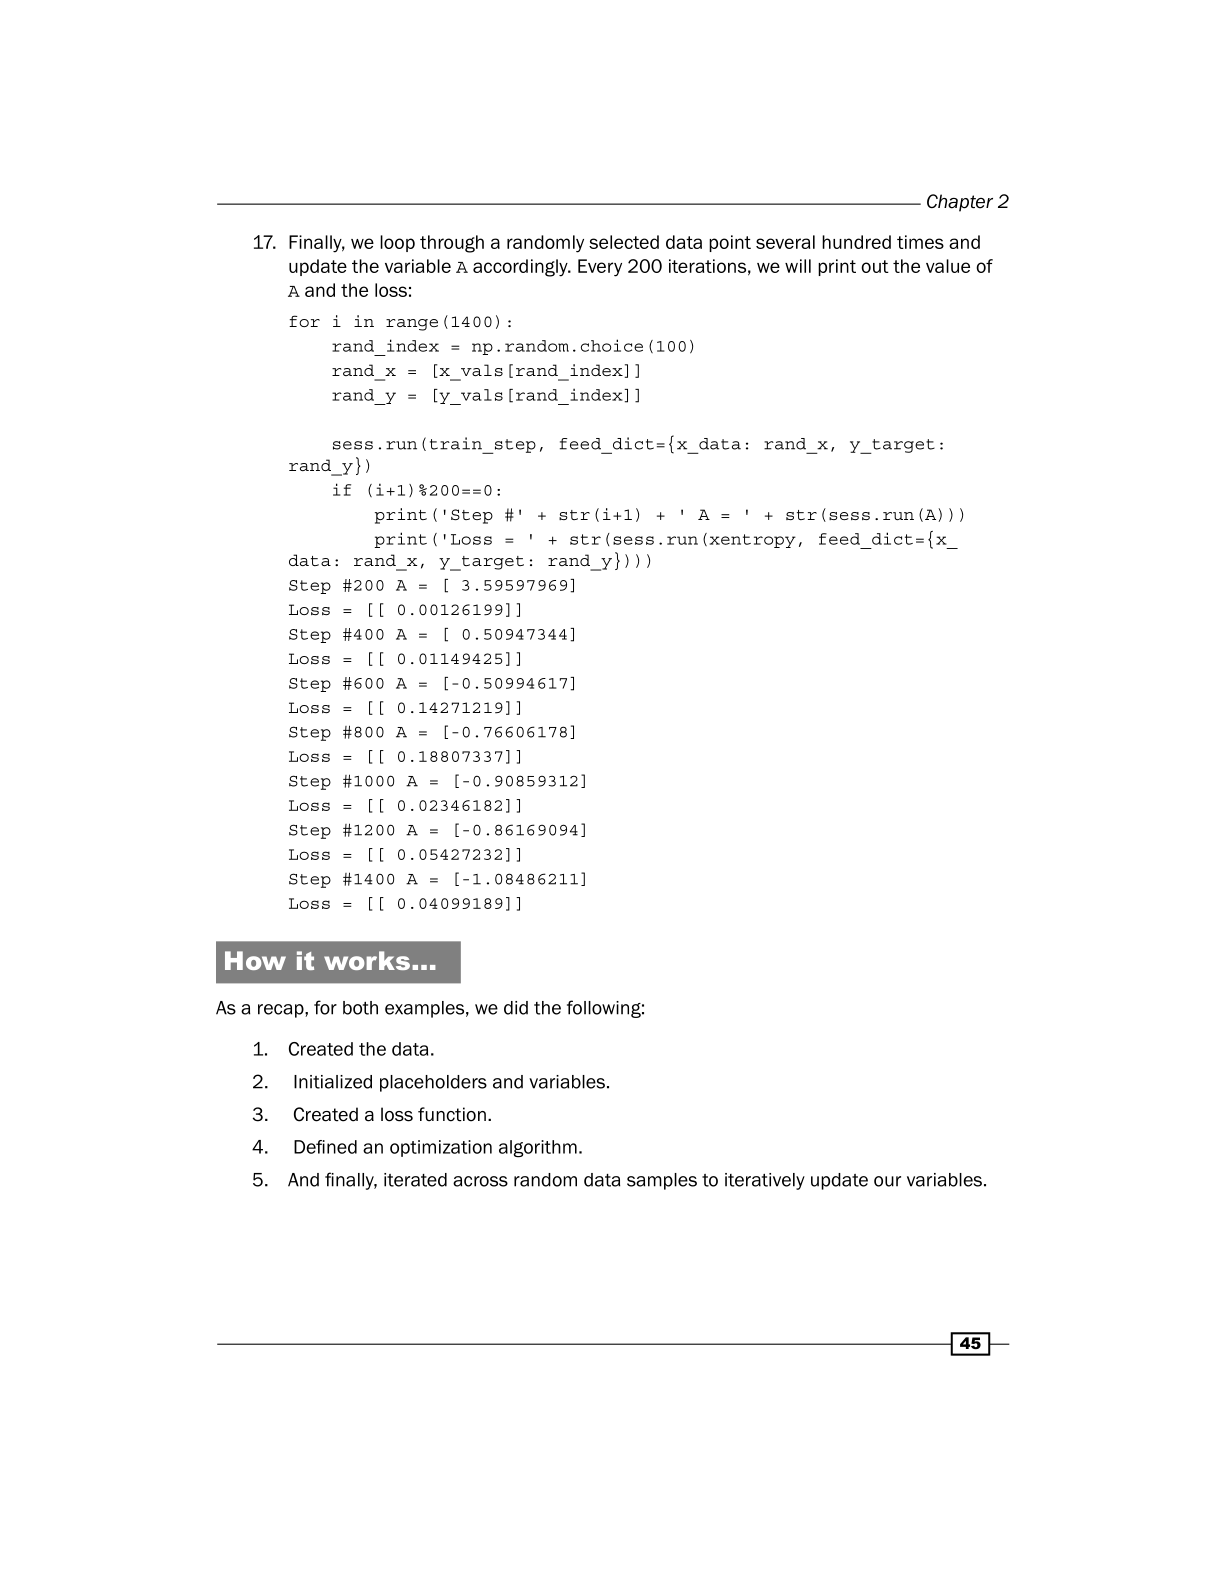 Chapter 2
17. Finally, we loop through a randomly selected data point several hundred times and
update the variable A accordingly. Every 200 iterations, we will print out the value of
A and the loss:
for i in range(1400):
    rand_index = np.random.choice(100)
    rand_x = [x_vals[rand_index]]
    rand_y = [y_vals[rand_index]]
    sess.run(train_step, feed_dict={x_data: rand_x, y_target:
rand_y})
    if (i+1)%200==0:
        print('Step #' + str(i+1) + ' A = ' + str(sess.run(A)))
        print('Loss = ' + str(sess.run(xentropy, feed_dict={x_
data: rand_x, y_target: rand_y})))
Step #200 A = [ 3.59597969]
Loss = [[ 0.00126199]]
Step #400 A = [ 0.50947344]
Loss = [[ 0.01149425]]
Step #600 A = [-0.50994617]
Loss = [[ 0.14271219]]
Step #800 A = [-0.76606178]
Loss = [[ 0.18807337]]
Step #1000 A = [-0.90859312]
Loss = [[ 0.02346182]]
Step #1200 A = [-0.86169094]
Loss = [[ 0.05427232]]
Step #1400 A = [-1.08486211]
Loss = [[ 0.04099189]]
How it works…
As a recap, for both examples, we did the following:
1. Created the data.
2. Initialized placeholders and variables.
3. Created a loss function.
4. Defined an optimization algorithm.
5. And finally, iterated across random data samples to iteratively update our variables.
45